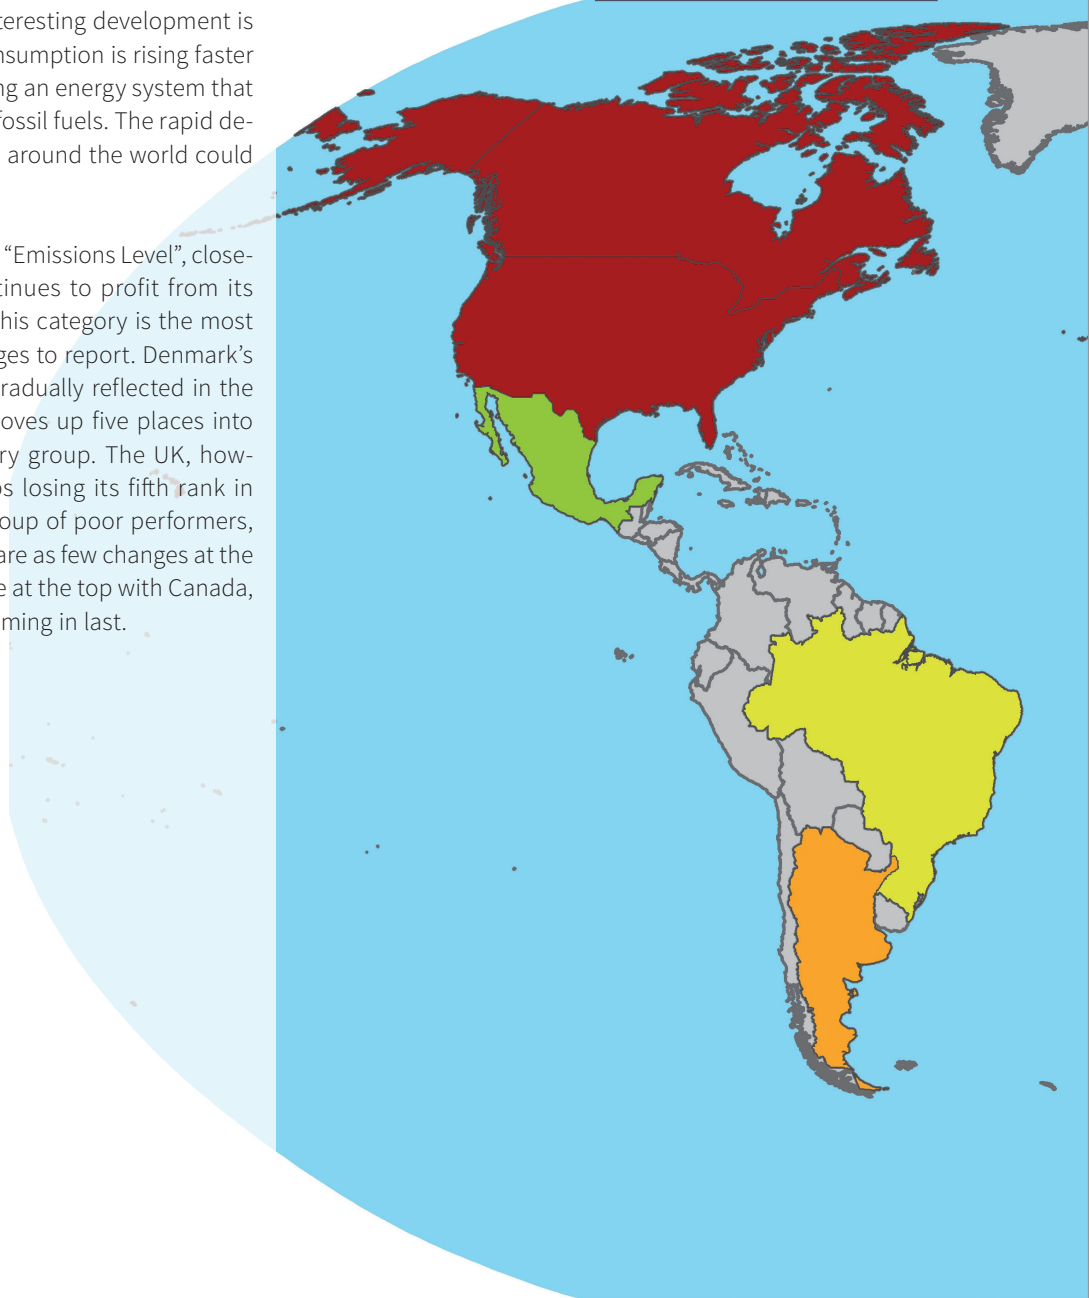 teresting development is
nsumption is rising faster
ng an energy system that
fossil fuels. The rapid de-
around the world could
“Emissions Level”, close-
tinues to profit from its
his category is the most
ges to report. Denmark’s
radually reflected in the
oves up five places into
ry group. The UK, how-
s losing its fifth rank in
oup of poor performers,
are as few changes at the
e at the top with Canada,
ming in last.